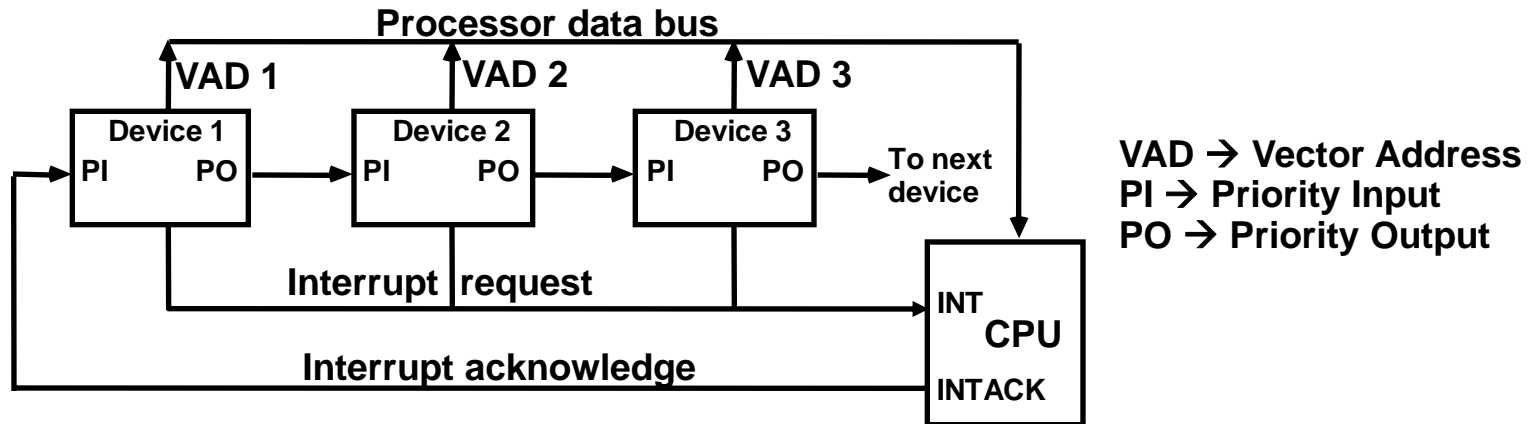 Processor data bus
VAD 1
VAD 2
VAD 3
Device 1
PI PO
Device 2
PI PO
Device 3
PI PO
To next
device
VAD → Vector Address
PI → Priority Input
PO → Priority Output
Interrupt request
INT
CPU
Interrupt acknowledge
INTACK